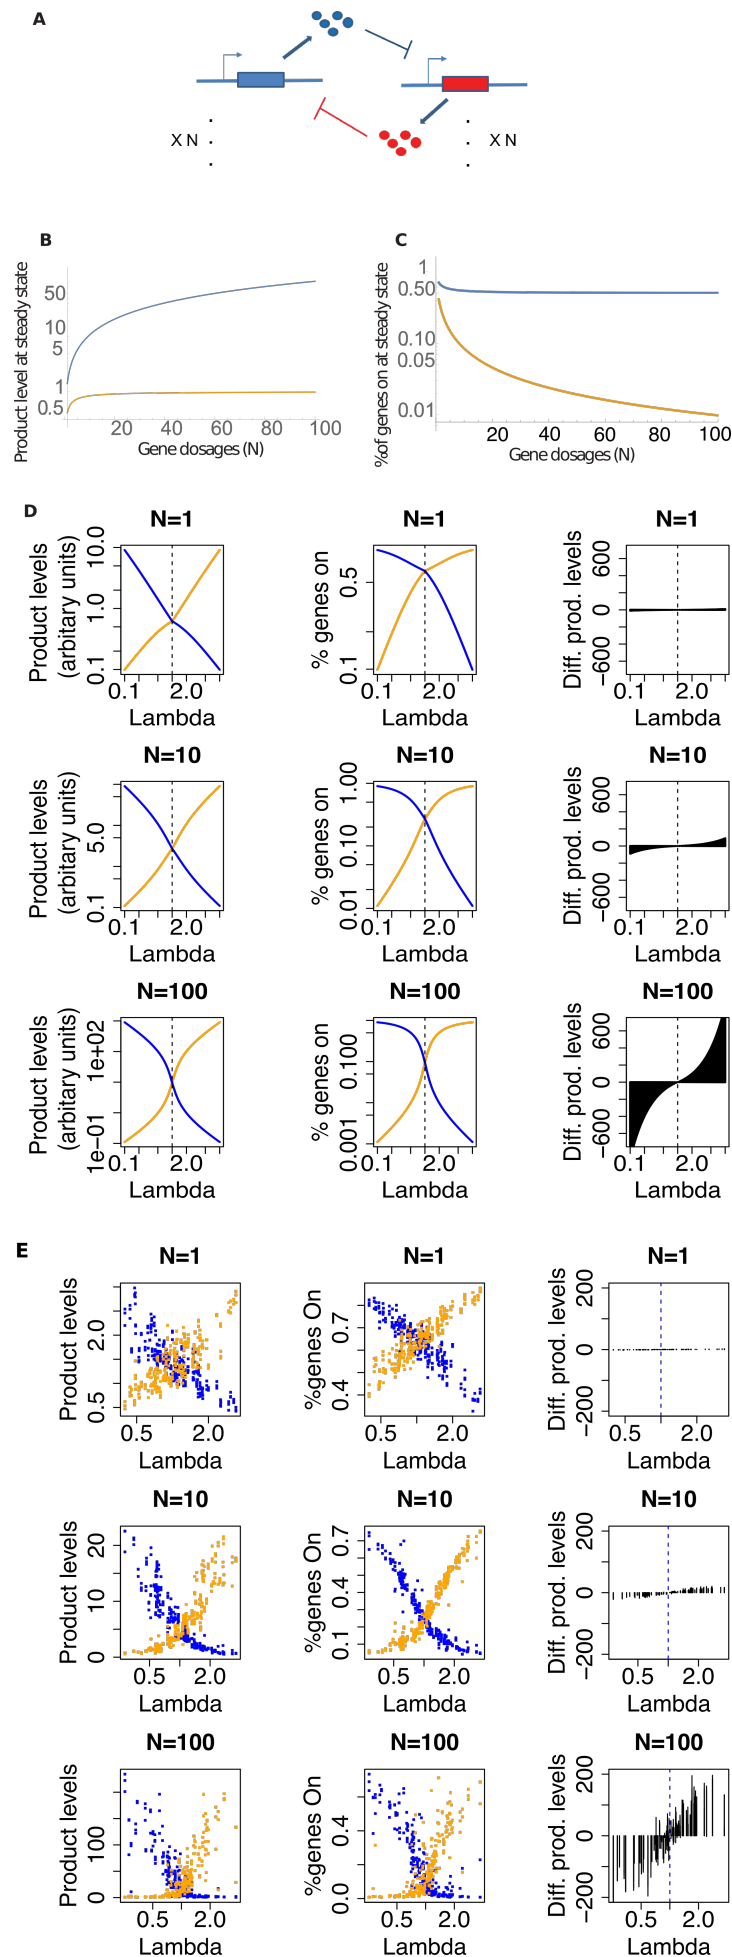 A
X N
X N
B
Product level at steady state
50
10
5
1
0.5
20
40
60
80
100
Gene dosages (N)
C
%of genes on at steady state
1
0.50
0.10
0.05
0.01
20
40
60
80
100
Gene dosages (N)
D
N=1
Product levels
(arbitary units)
10.0
1.0
0.1
0.1
2.0
Lambda
N=1
% genes on
0.5
0.1
0.1
2.0
Lambda
N=1
Diff. prod. levels
600
0
−600
0.1
2.0
Lambda
N=10
Product levels
(arbitary units)
5.0
0.1
0.1
2.0
Lambda
N=10
% genes on
1.00
0.10
0.01
0.1
2.0
Lambda
N=10
Diff. prod. levels
600
0
−600
0.1
2.0
Lambda
N=100
Product levels
(arbitary units)
1e+02
1e−01
0.1
2.0
Lambda
N=100
% genes on
0.100
0.001
0.1
2.0
Lambda
N=100
Diff. prod. levels
600
0
−600
0.1
2.0
Lambda
E
N=1
Product levels
2.0
0.5
0.5
2.0
Lambda
N=1
%genes On
0.7
0.4
0.5
2.0
Lambda
N=1
Diff. prod. levels
200
0
−200
0.5
2.0
Lambda
N=10
Product levels
20
10
0
0.5
2.0
Lambda
N=10
%genes On
0.7
0.4
0.1
0.5
2.0
Lambda
N=10
Diff. prod. levels
200
0
−200
0.5
2.0
Lambda
N=100
Product levels
100
0
0.5
2.0
Lambda
N=100
%genes On
0.4
0.0
0.5
2.0
Lambda
N=100
Diff. prod. levels
200
0
−200
0.5
2.0
Lambda